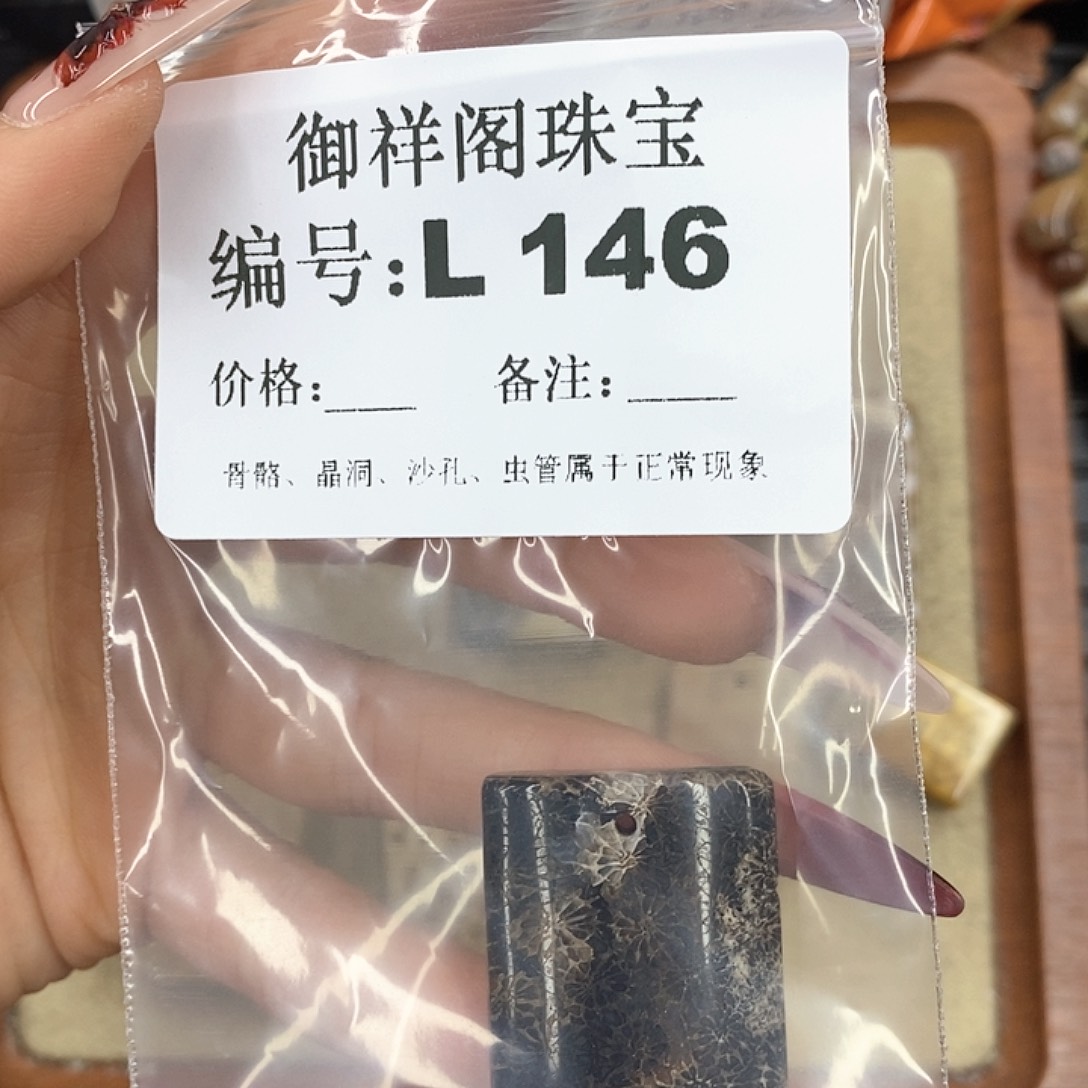 御祥阁珠宝
编号:L 146
价格:___ 备注:____
骨骼、晶洞、沙孔、虫管属于正常现象